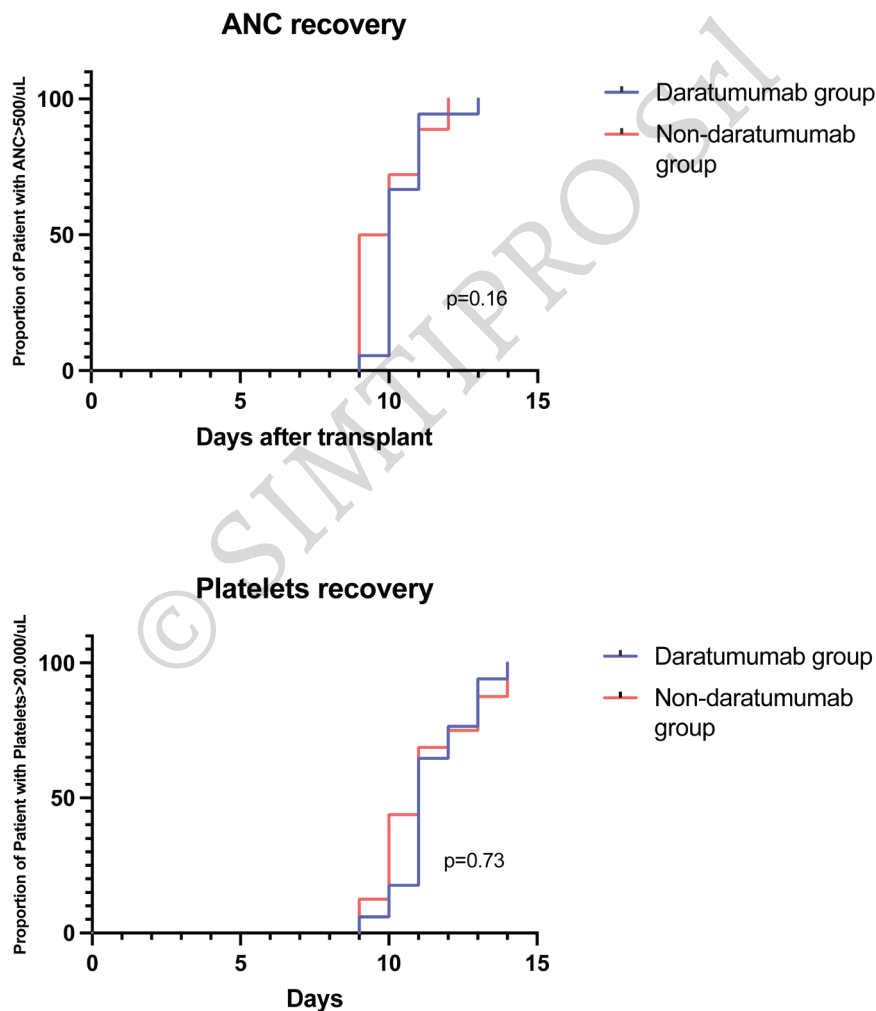 ANC recovery
Proportion of Patient with ANC>500/uL
100
50
0
0 5 10 15
Days after transplant
p=0.16
Daratumumab group
Non-daratumumab
group
© SIMTIPRO Srl
Platelets recovery
Proportion of Patient with Platelets>20.000/uL
100
50
0
0 5 10 15
Days
p=0.73
Daratumumab group
Non-daratumumab
group